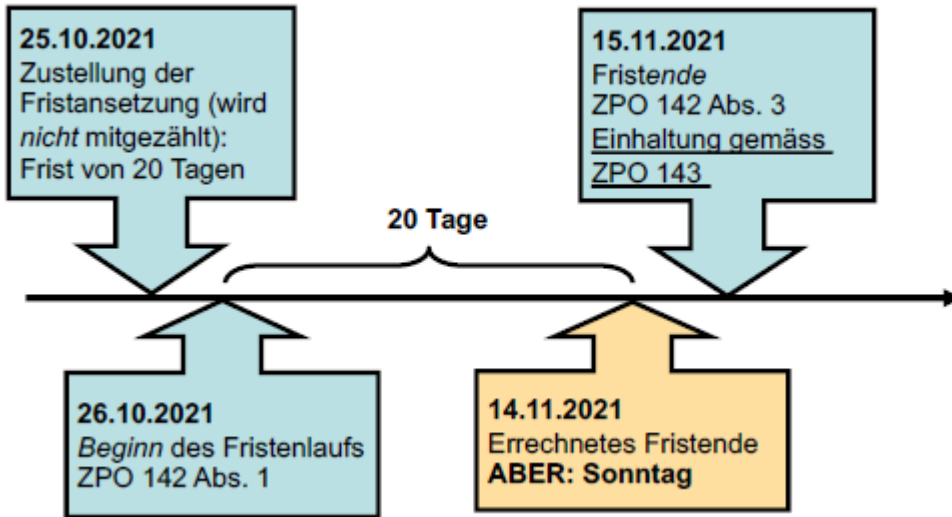 25.10.2021
Zustellung der
Fristansetzung (wird
nicht mitgezählt):
Frist von 20 Tagen
15.11.2021
Fristende
ZPO 142 Abs. 3
Einhaltung gemäss
ZPO 143
20 Tage
26.10.2021
Beginn des Fristenlaufs
ZPO 142 Abs. 1
14.11.2021
Errechnetes Fristende
ABER: Sonntag